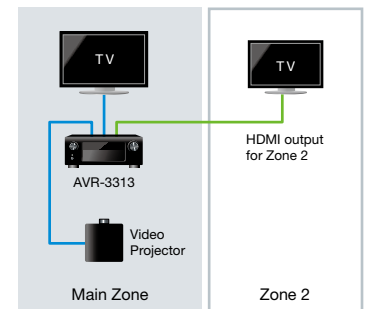 TV
TV
HDMI output
for Zone 2
AVR-3313
Video
Projector
Main Zone
Zone 2